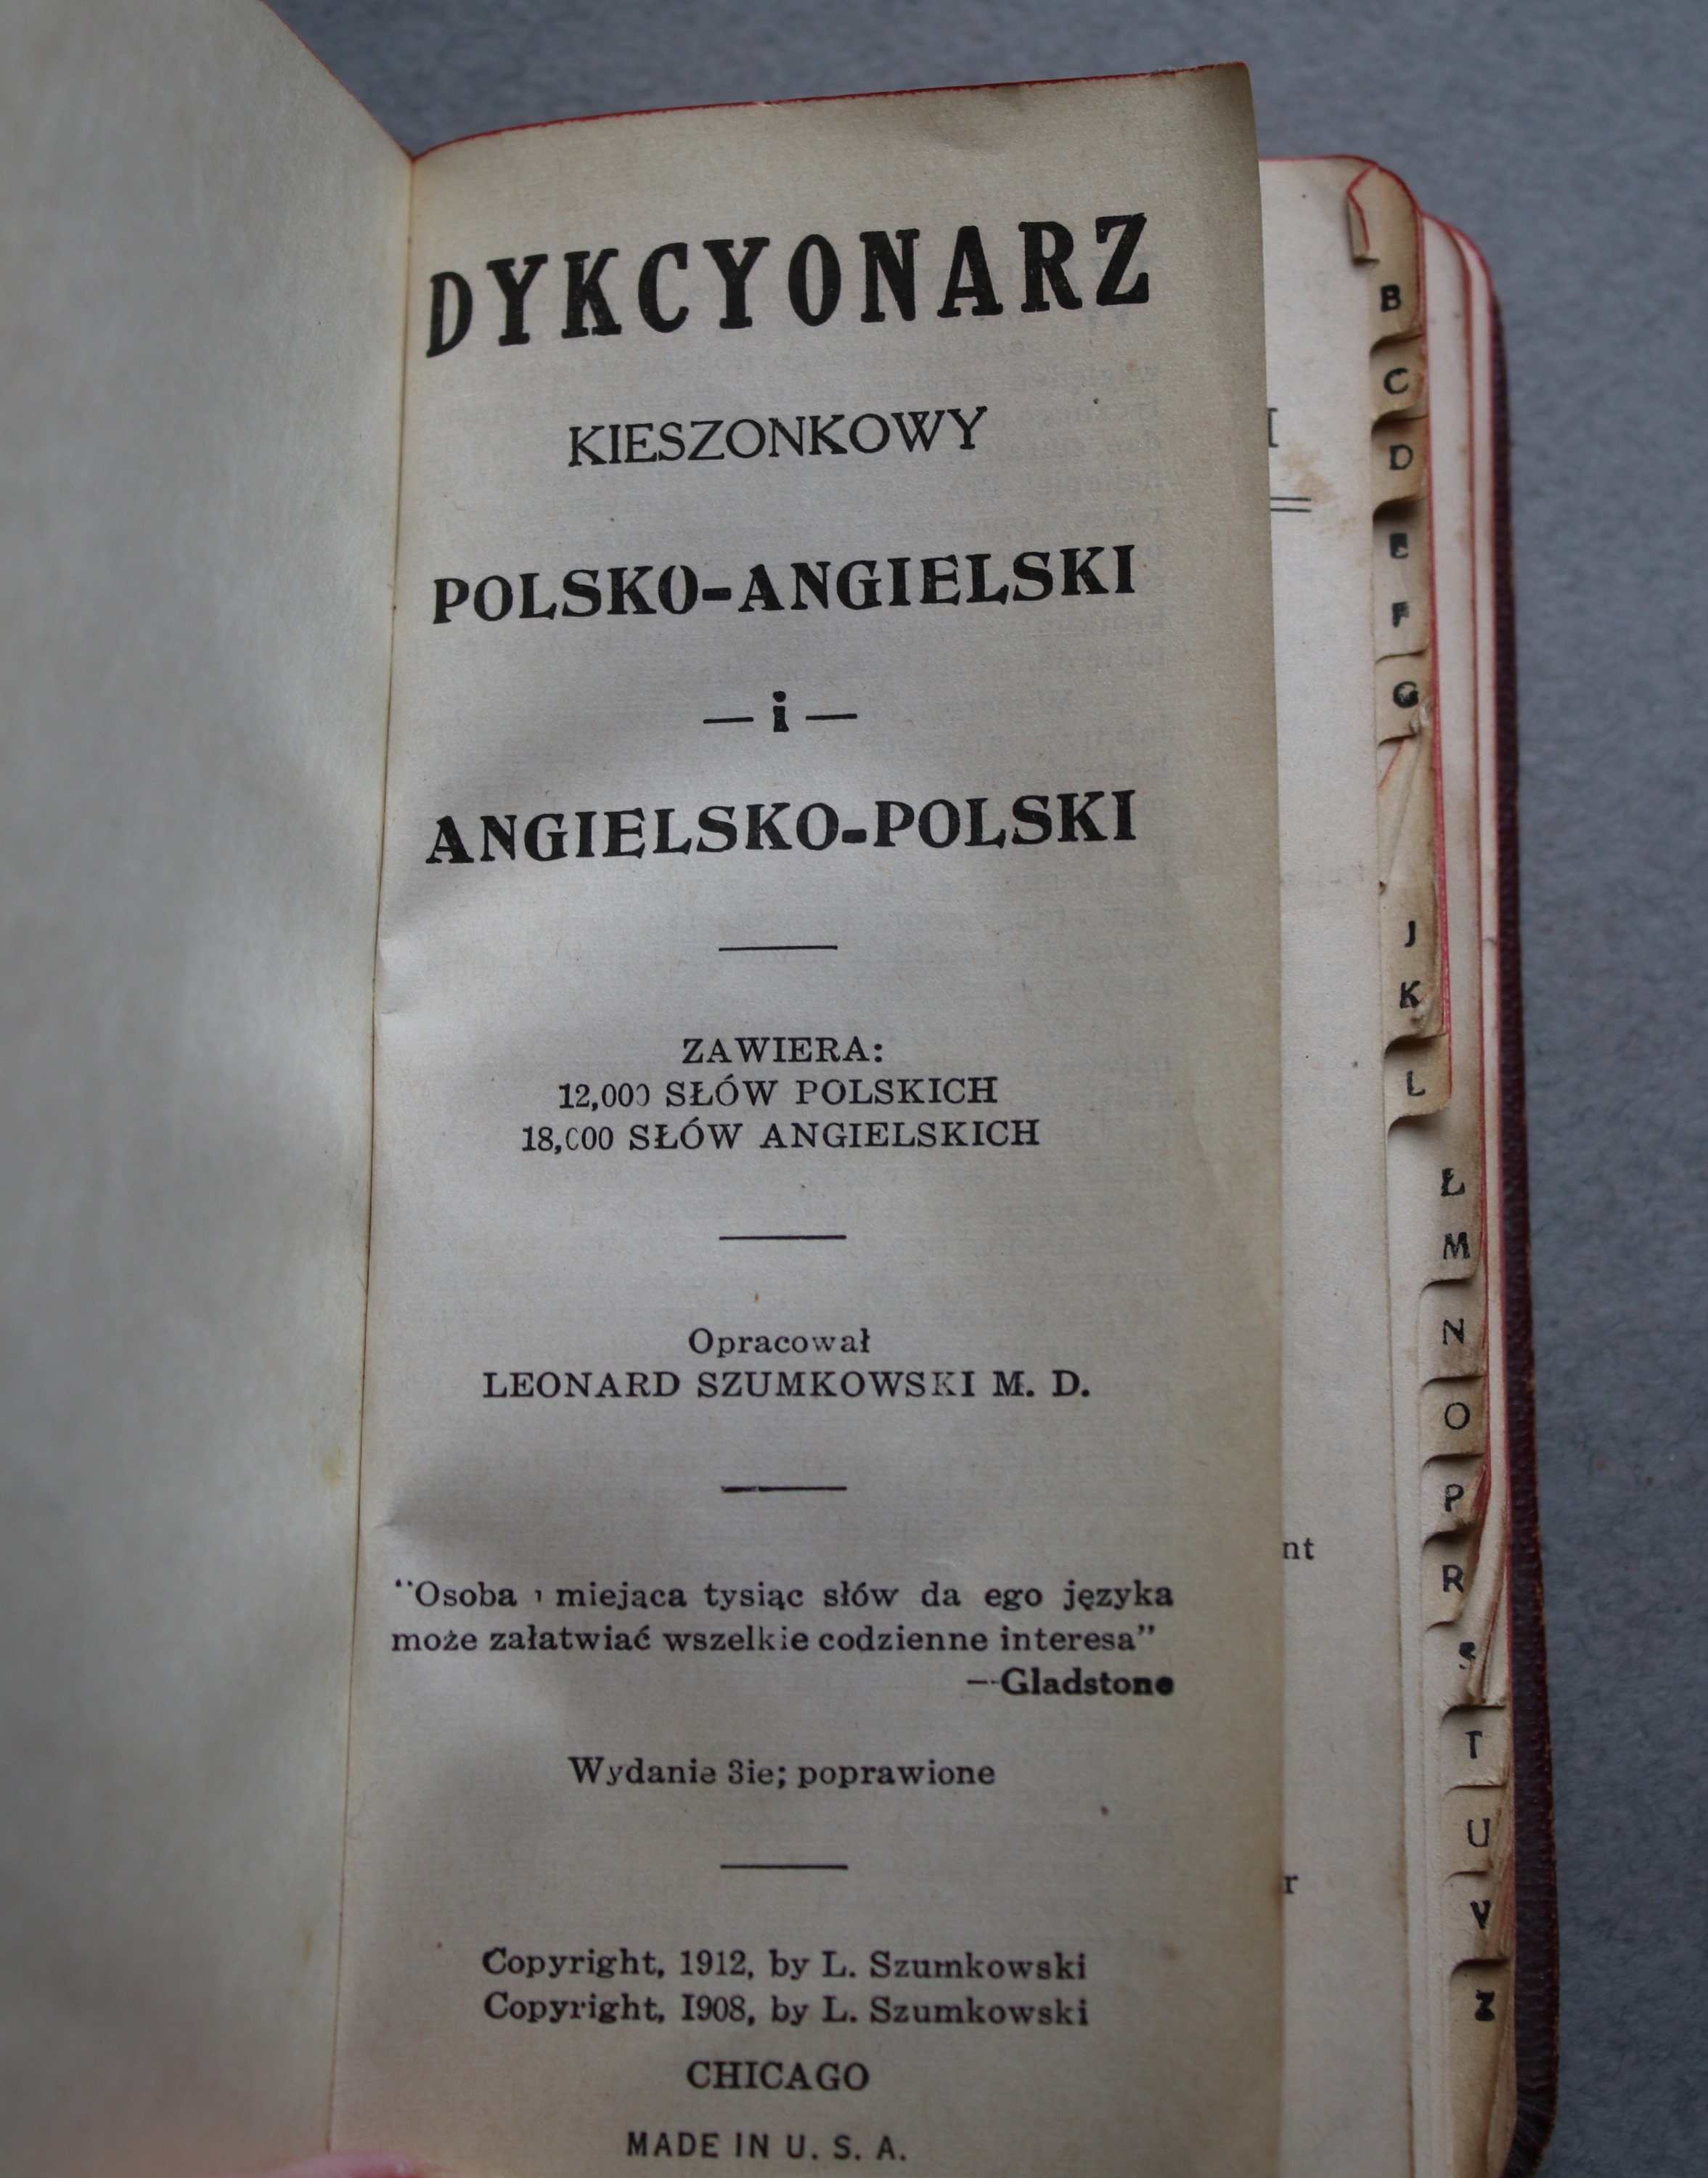 DYKCYONARZ
KIESZONKOWY
POLSKO-ANGIELSKI
— i —
ANGIELSKO-POLSKI
ZAWIERA:
12,000 SŁÓW POLSKICH
18,000 SŁÓW ANGIELSKICH
Opracował
LEONARD SZUMKOWSKI M. D.
"Osoba miejąca tysiąc słów da ego języka
może załatwiać wszelkie codzienne interesa"
—Gladstone
Wydanie 3ie; poprawione
Copyright, 1912, by L. Szumkowski
Copyright, 1908, by L. Szumkowski
CHICAGO
MADE IN U. S. A.
B
C
D
E
F
G
J
K
L
Ł
M
N
O
P
R
S
T
U
V
Z